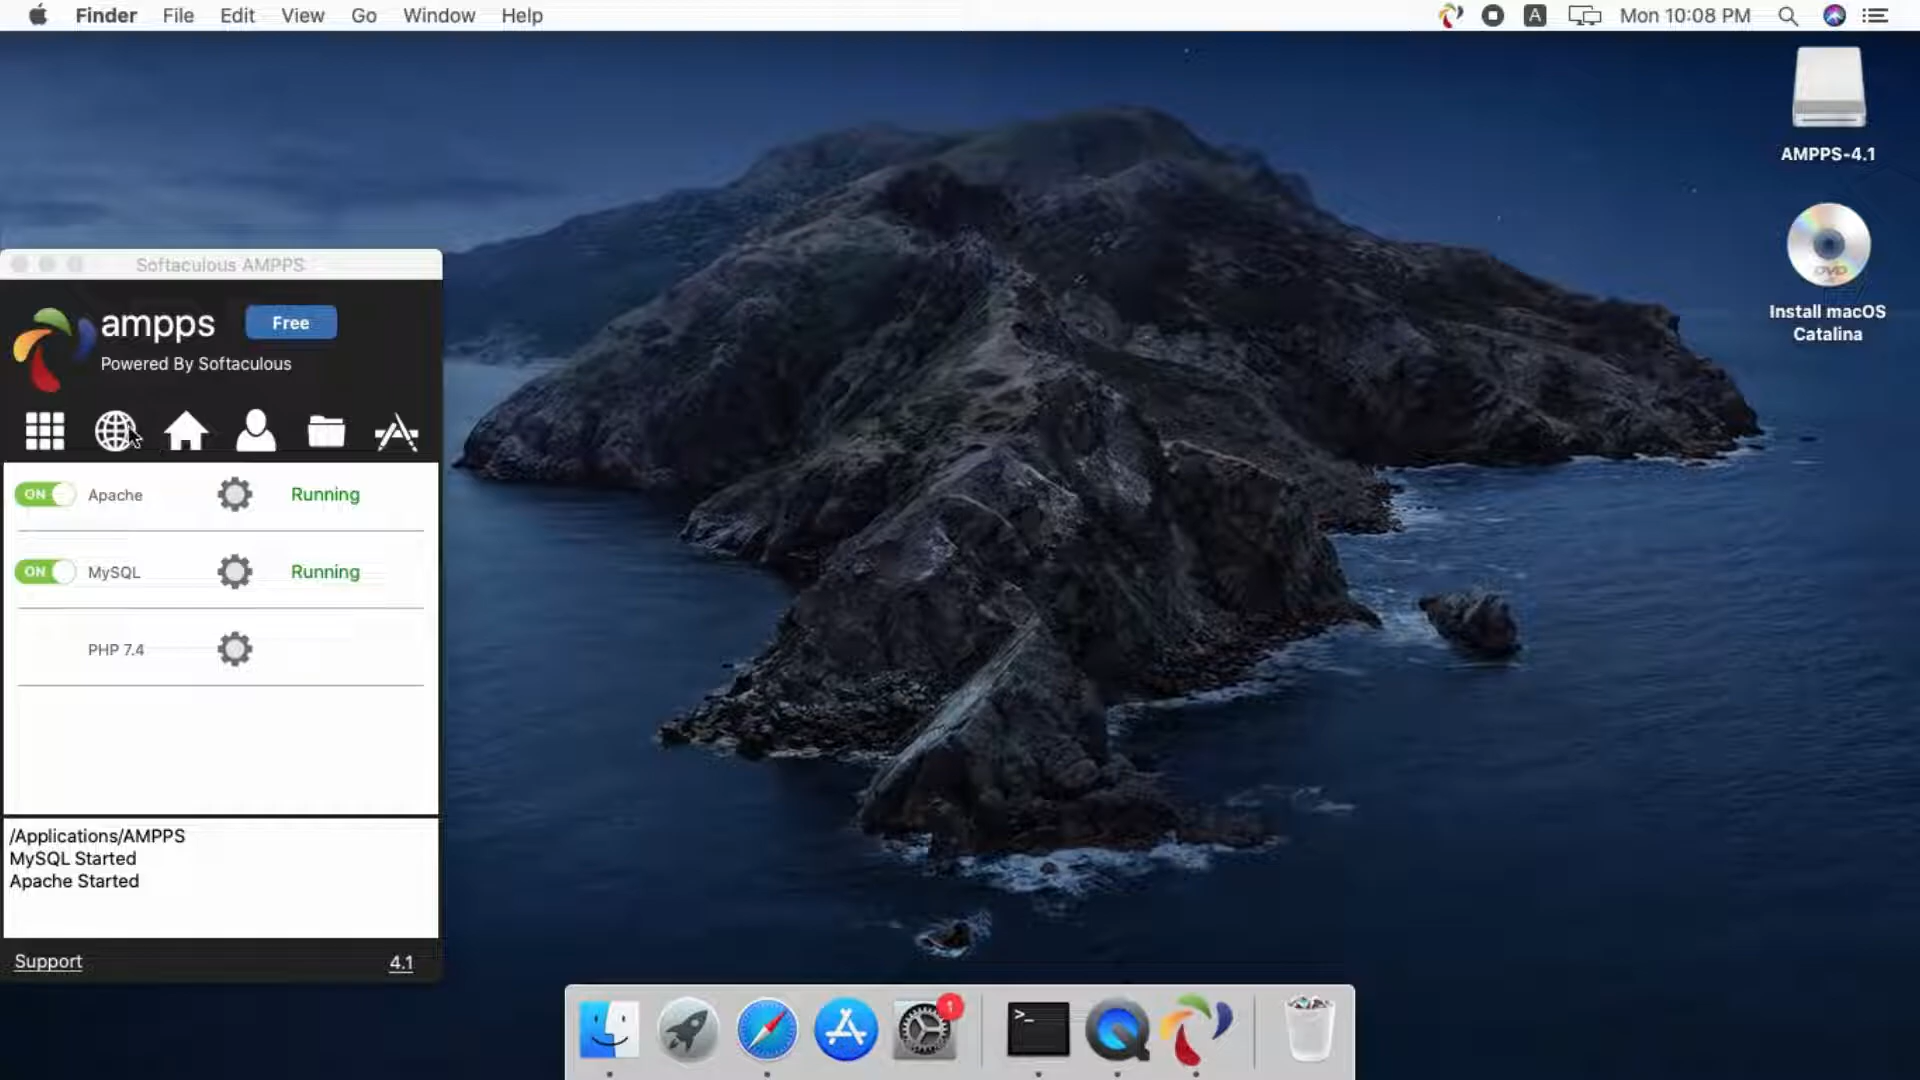 Finder File Edit View Go Window Help
A Mon 10:08 PM
AMPPS-4.1
DVD
Install macOS
Catalina
Softaculous AMPPS
ampps Free
Powered By Softaculous
ON Apache Running
ON MySQL Running
PHP 7.4
/Applications/AMPPS
MySQL Started
Apache Started
Support 4.1
1
>_